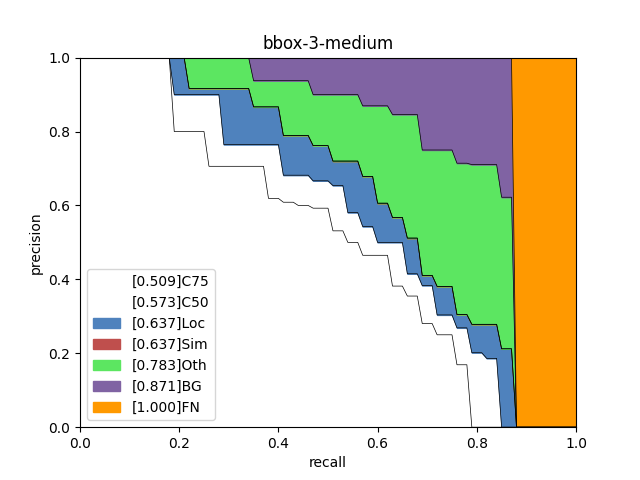 bbox-3-medium
1.0
0.8
0.6
0.4
0.2
0.0
precision
[0.509]C75
[0.573]C50
[0.637]Loc
[0.637]Sim
[0.783]Oth
[0.871]BG
[1.000]FN
0.0 0.2 0.4 0.6 0.8 1.0
recall